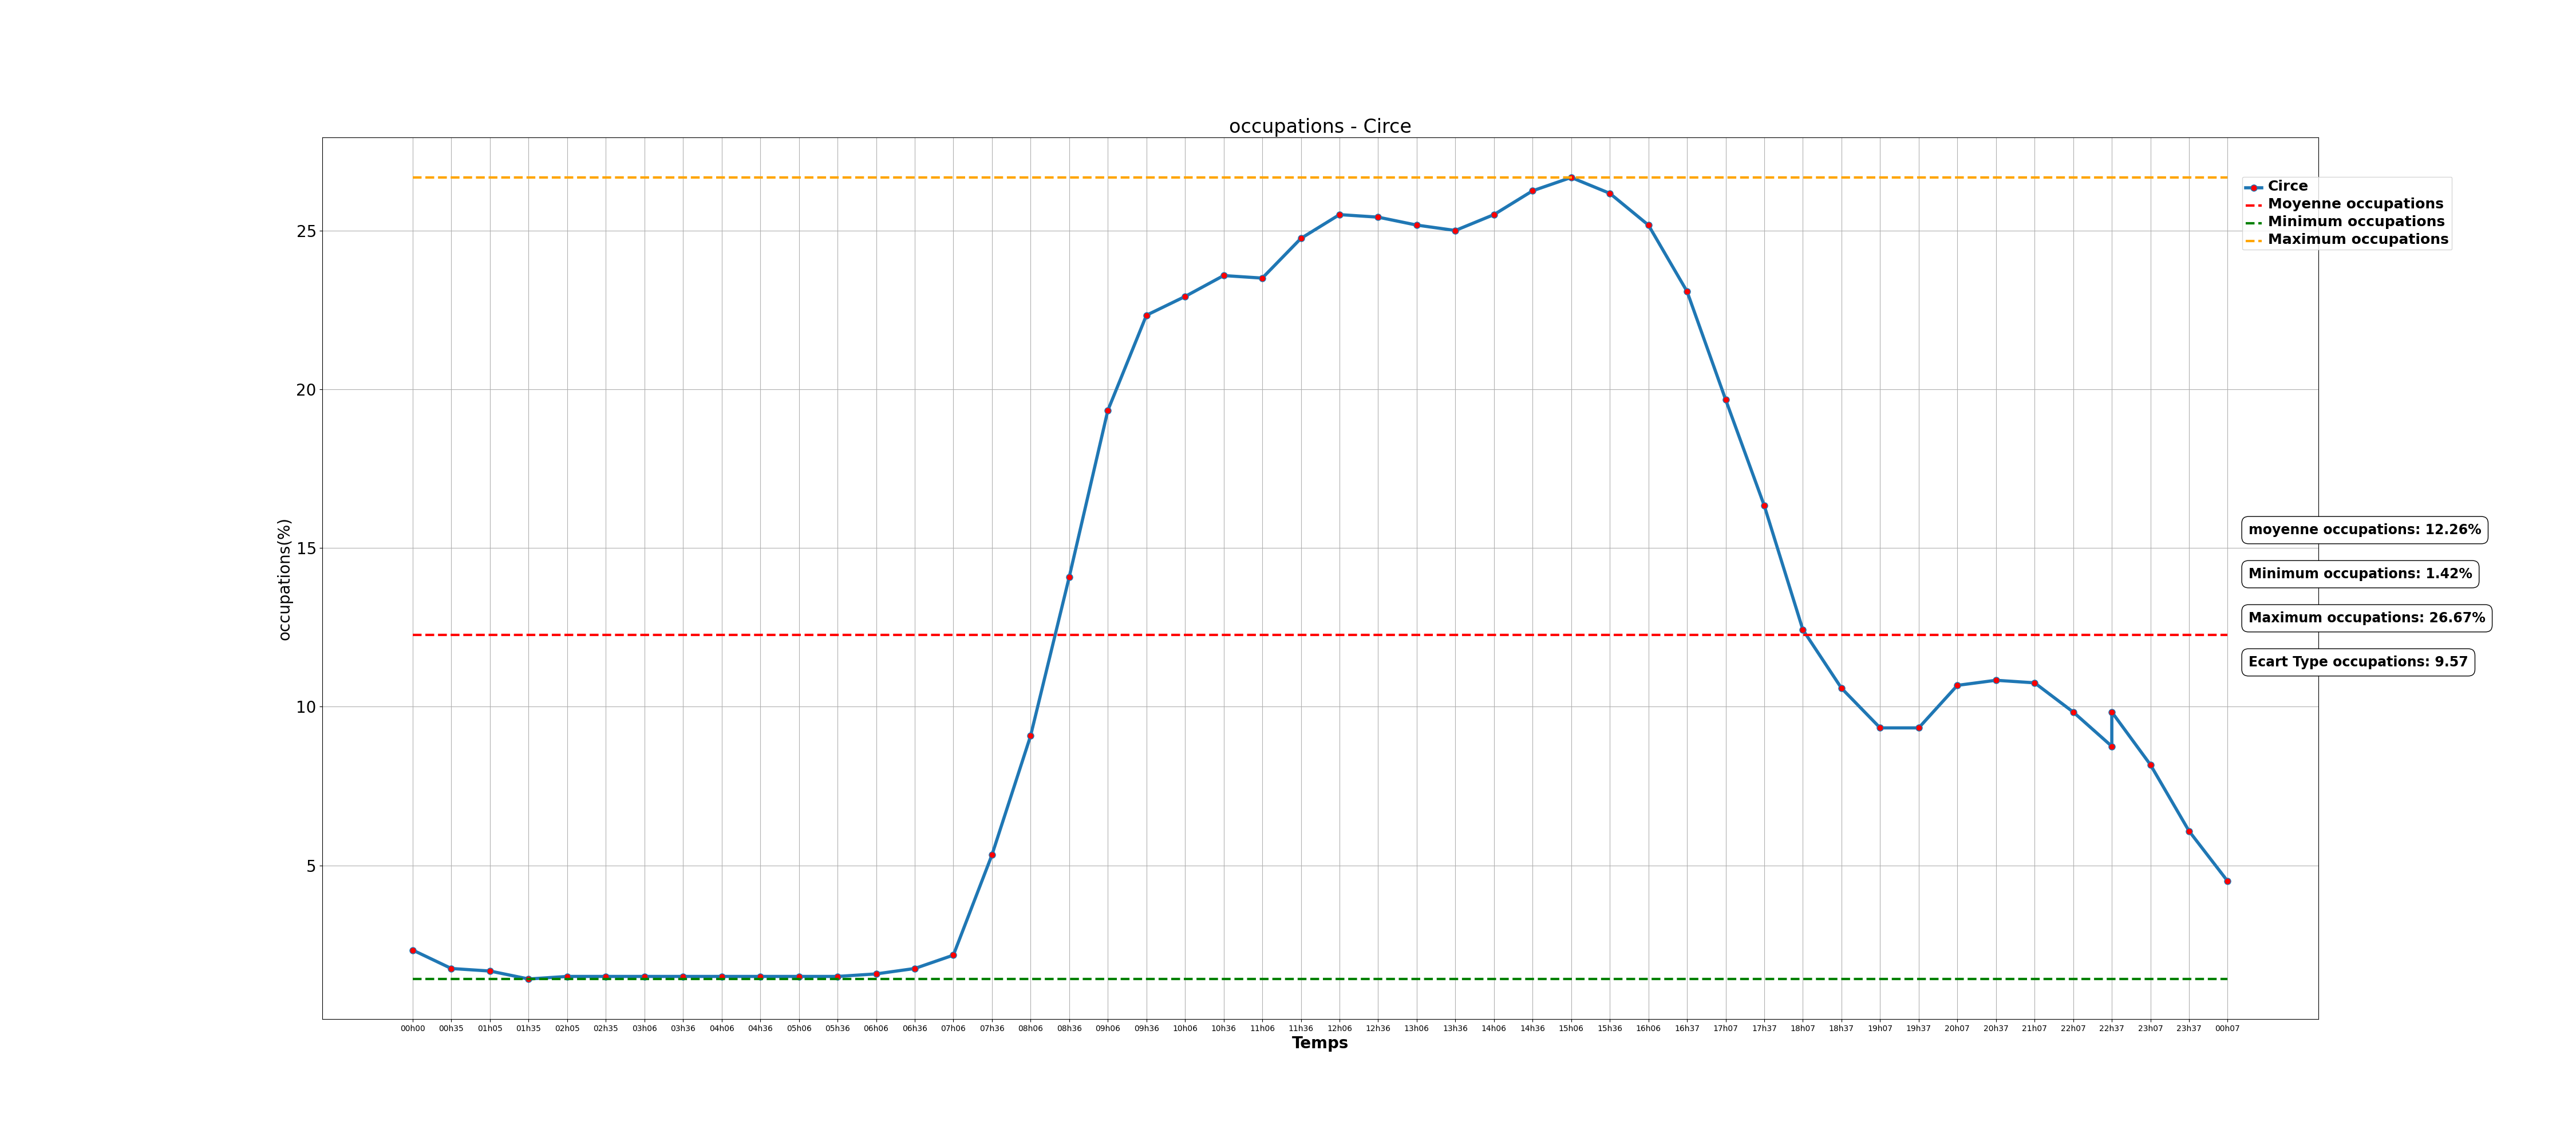 occupations - Circe
Circe
Moyenne occupations
Minimum occupations
Maximum occupations
25
20
15
10
5
occupations(%)
moyenne occupations: 12.26%
Minimum occupations: 1.42%
Maximum occupations: 26.67%
Ecart Type occupations: 9.57
00h00 00h35 01h05 01h35 02h05 02h35 03h06 03h36 04h06 04h36 05h06 05h36 06h06 06h36 07h06 07h36 08h06 08h36 09h06 09h36 10h06 10h36 11h06 11h36 12h06 12h36 13h06 13h36 14h06 14h36 15h06 15h36 16h06 16h37 17h07 17h37 18h07 18h37 19h07 19h37 20h07 20h37 21h07 22h07 22h37 23h07 23h37 00h07
Temps